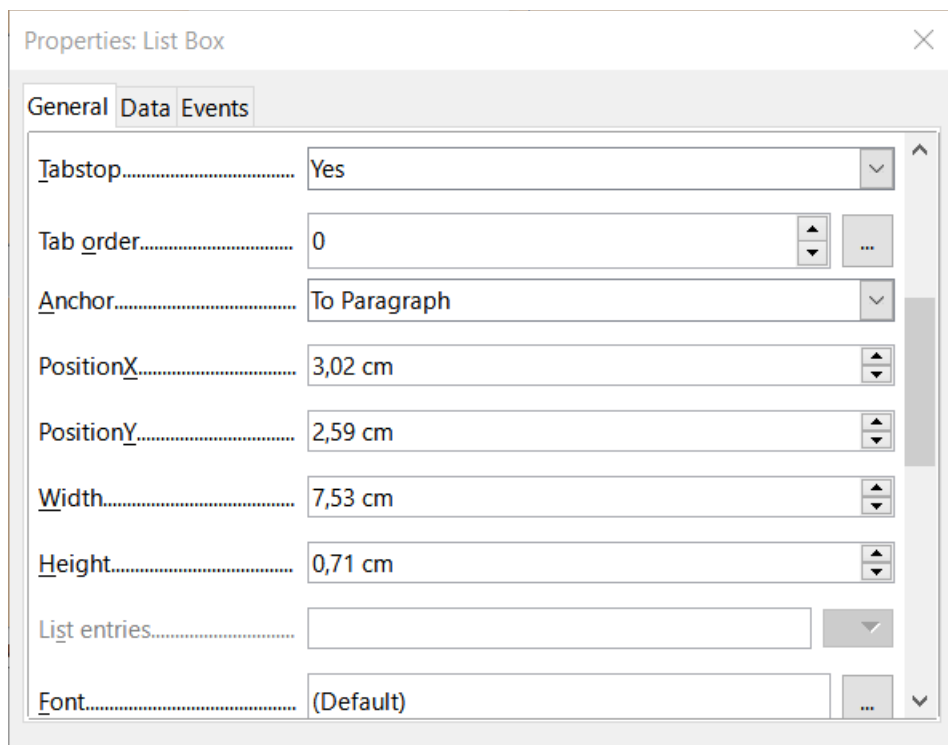 Properties: List Box
General Data Events
Tabstop.................................... Yes
Tab order................................ 0 ...
Anchor...................................... To Paragraph
PositionX................................. 3,02 cm
PositionY................................. 2,59 cm
Width........................................ 7,53 cm
Height...................................... 0,71 cm
List entries..............................
Font............................................ (Default) ...